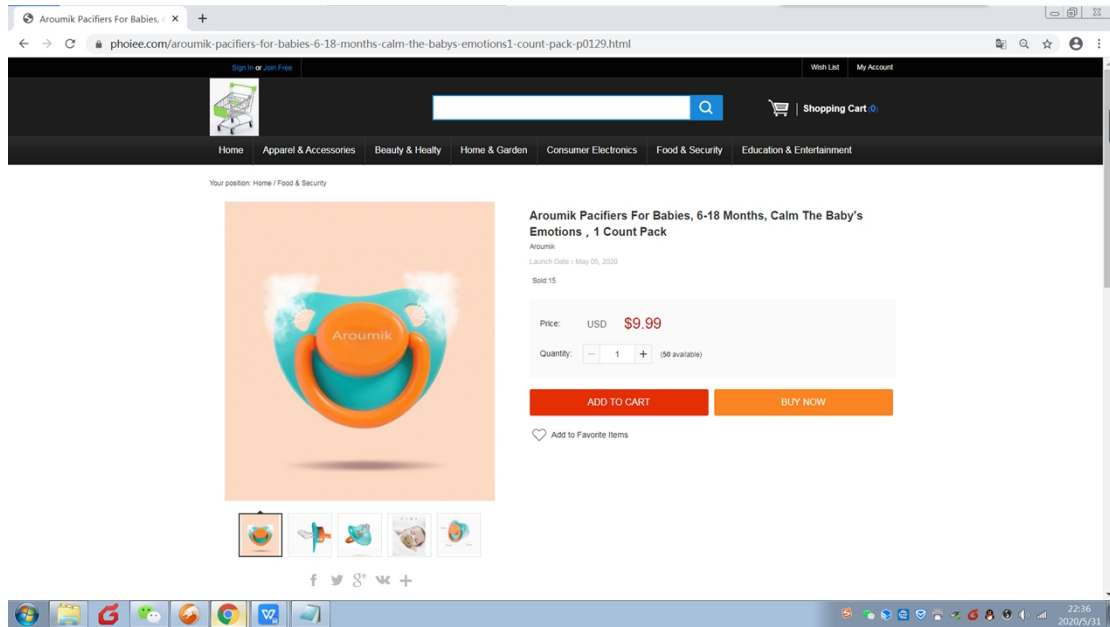 Aroumik Pacifiers For Babies, 6
phoiee.com/aroumik-pacifiers-for-babies-6-18-months-calm-the-babys-emotions1-count-pack-p0129.html
Sign In or Join Free
Wish List My Account
Shopping Cart (0)
Home Apparel & Accessories Beauty & Healty Home & Garden Consumer Electronics Food & Security Education & Entertainment
Your position: Home / Food & Security
Aroumik
Aroumik Pacifiers For Babies, 6-18 Months, Calm The Baby's
Emotions , 1 Count Pack
Aroumik
Launch Date : May 05, 2020
Sold:15
Price: USD $9.99
Quantity: − 1 + (50 available)
ADD TO CART BUY NOW
Add to Favorite Items
22:36
2020/5/31